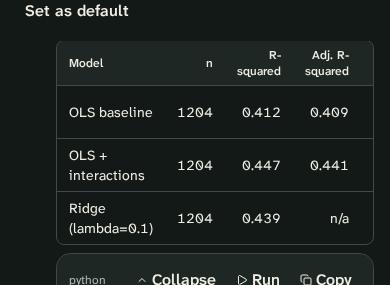 Set as default
Model n R-squared Adj. R-squared
OLS baseline 1204 0.412 0.409
OLS + interactions 1204 0.447 0.441
Ridge (lambda=0.1) 1204 0.439 n/a
python Collapse Run Copy